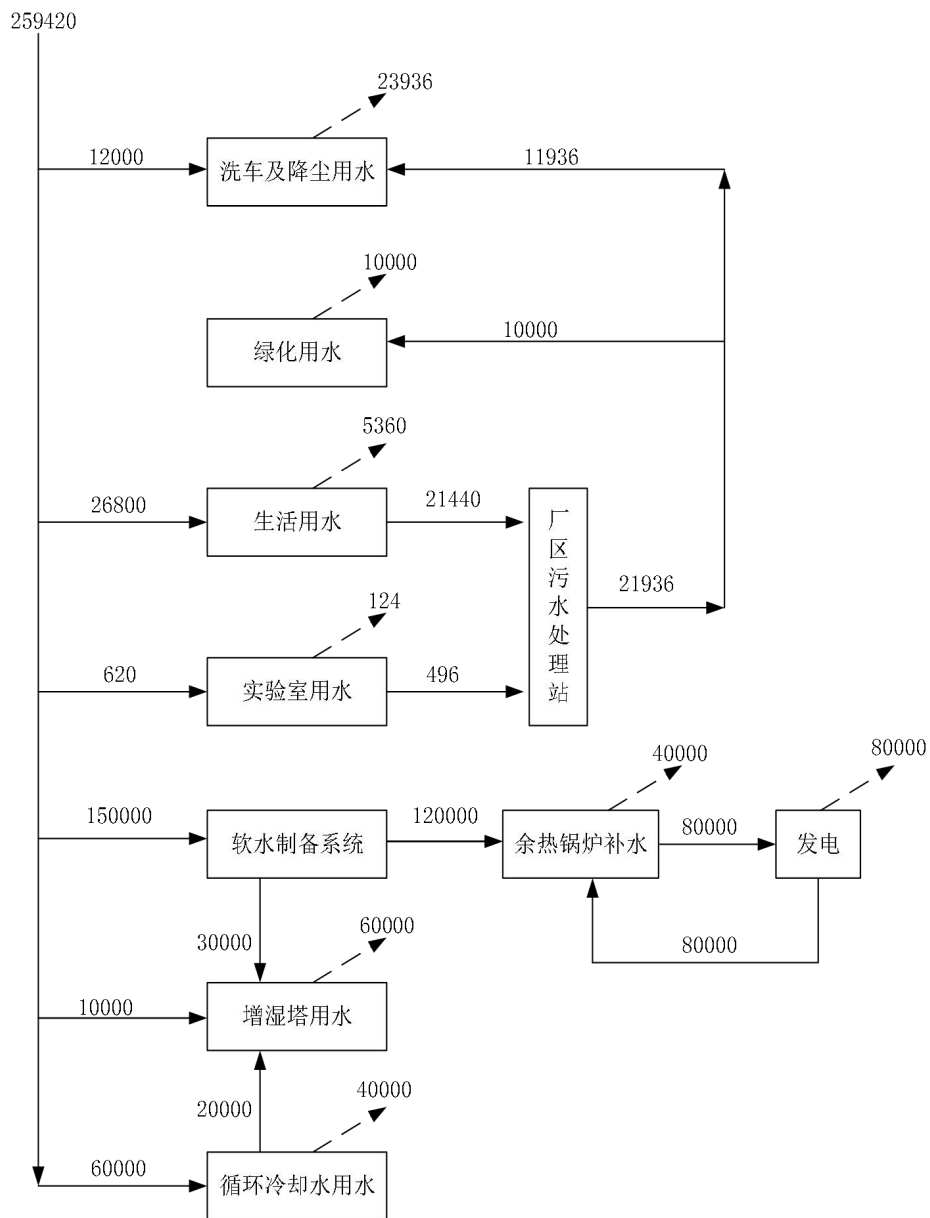 259420
23936
12000
洗车及降尘用水
11936
10000
绿化用水
10000
5360
26800
生活用水
21440
厂区污水处理站
21936
124
620
实验室用水
496
40000
80000
150000
软水制备系统
120000
余热锅炉补水
80000
发电
30000
60000
80000
10000
增湿塔用水
20000
40000
60000
循环冷却水用水